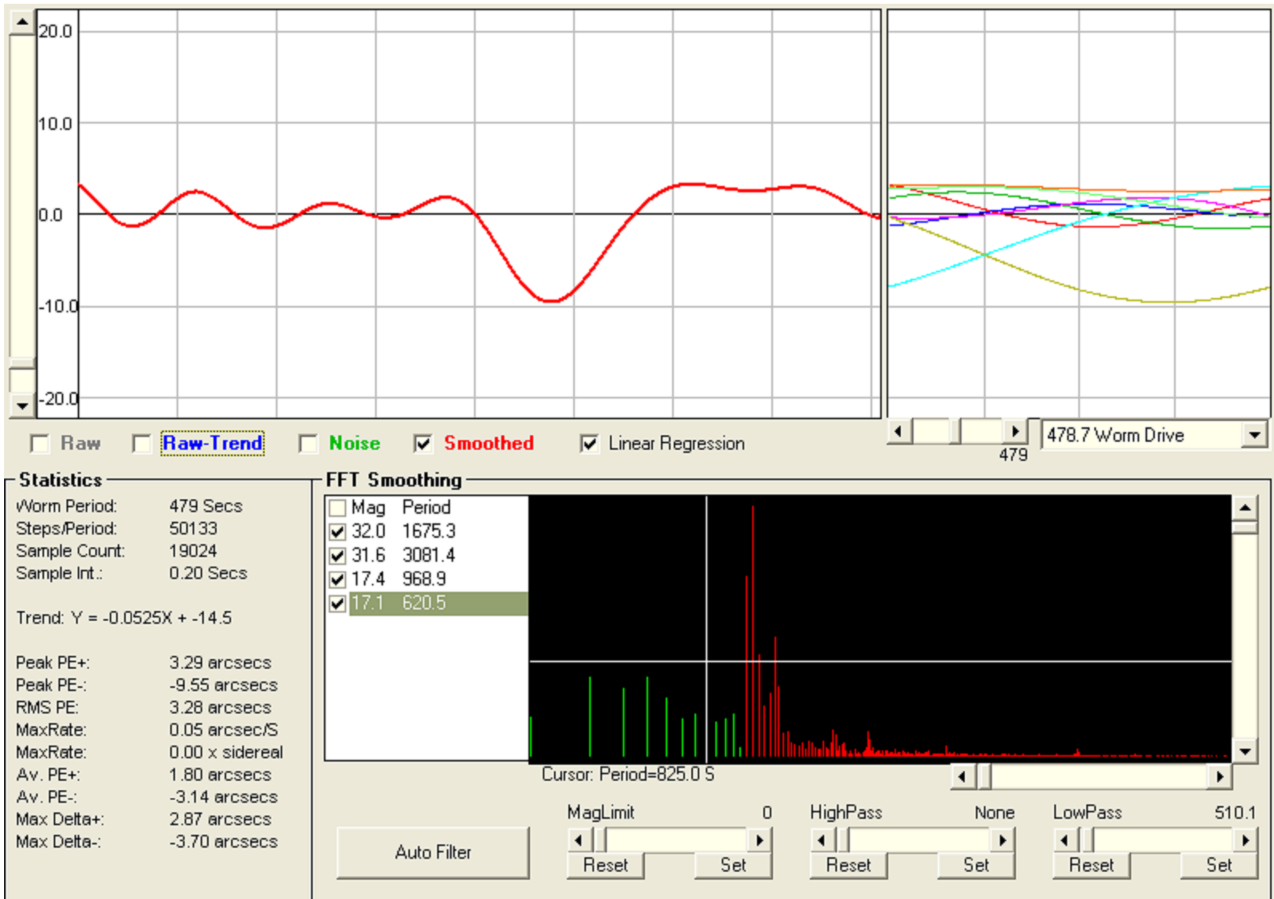 20.0
10.0
0.0
-10.0
-20.0
Raw Raw-Trend Noise Smoothed Linear Regression
479
478.7 Worm Drive
Statistics
Worm Period: 479 Secs
Steps/Period: 50133
Sample Count: 19024
Sample Int.: 0.20 Secs
Trend: Y = -0.0525X + -14.5
Peak PE+: 3.29 arcsecs
Peak PE-: -9.55 arcsecs
RMS PE: 3.28 arcsecs
MaxRate: 0.05 arcsec/S
MaxRate: 0.00 x sidereal
Av. PE+: 1.80 arcsecs
Av. PE-: -3.14 arcsecs
Max Delta+: 2.87 arcsecs
Max Delta-: -3.70 arcsecs
FFT Smoothing
Mag Period
32.0 1675.3
31.6 3081.4
17.4 968.9
17.1 620.5
Cursor: Period=825.0 S
Auto Filter
MagLimit 0
Reset Set
HighPass None
Reset Set
LowPass 510.1
Reset Set